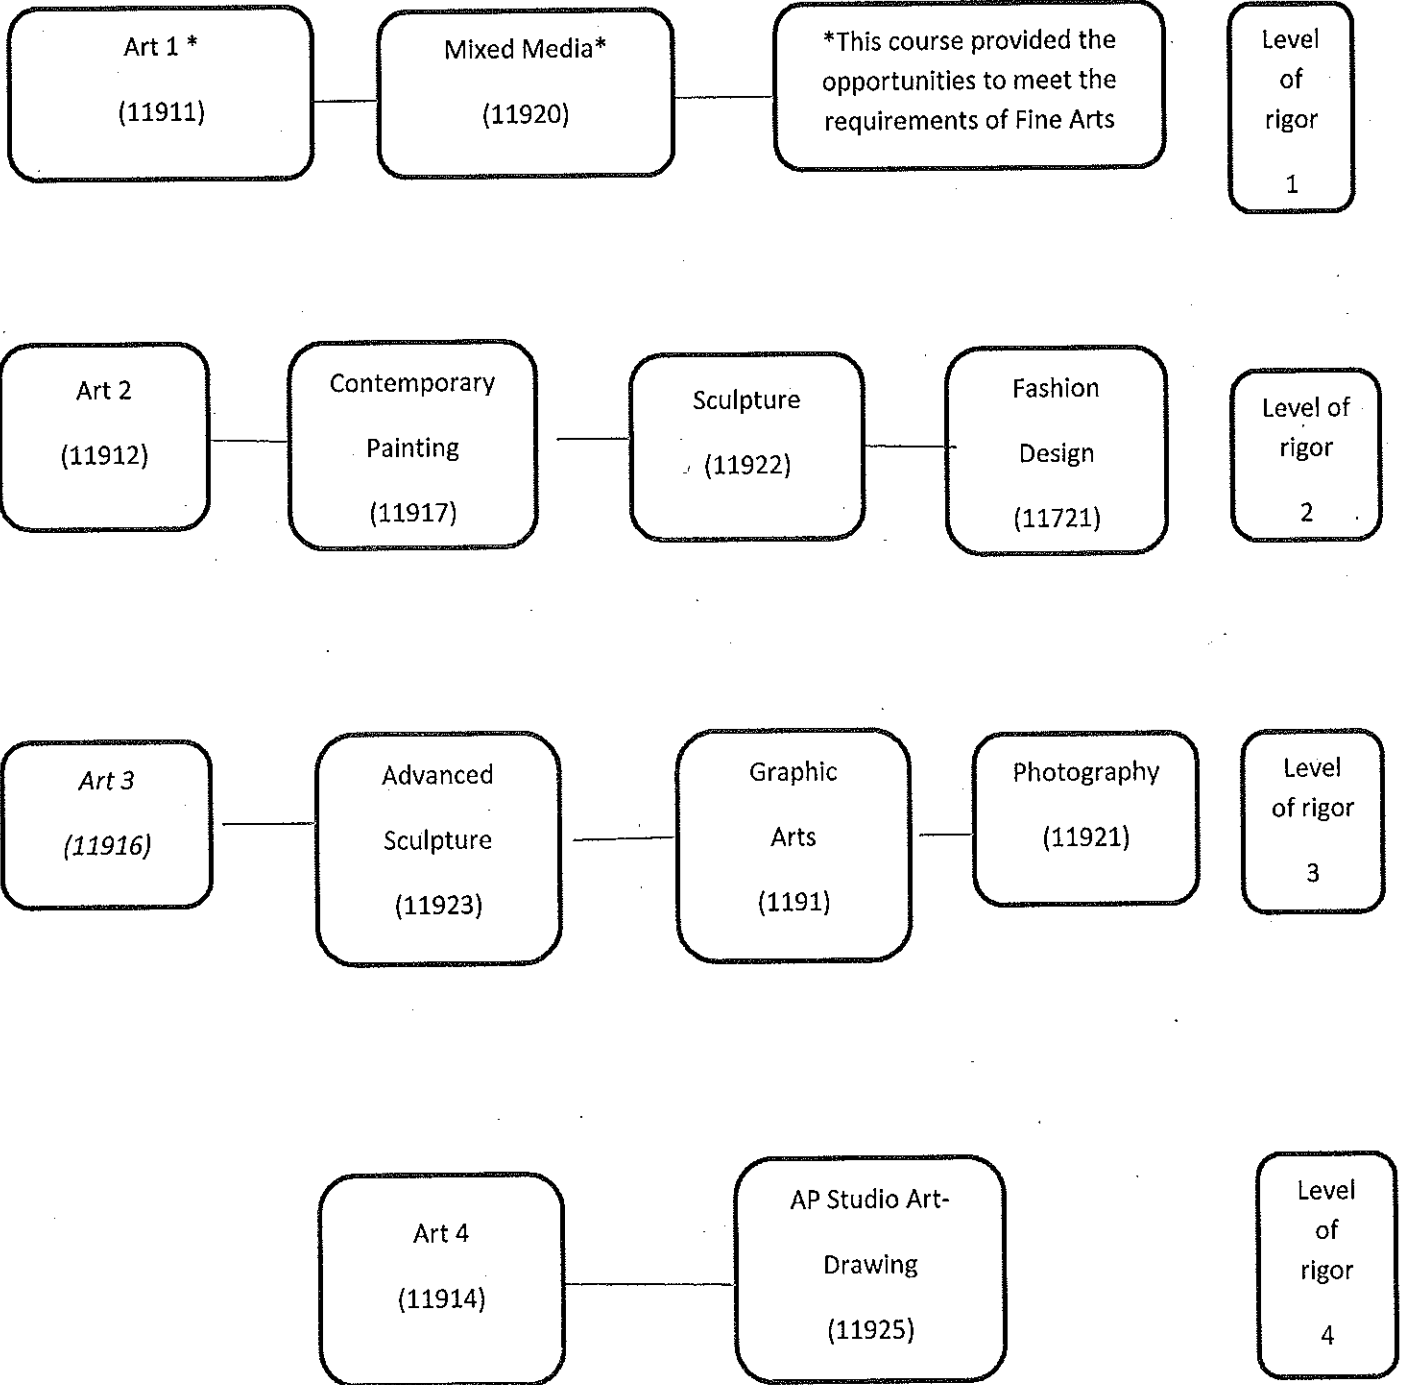 Art 1 *
(11911)
Mixed Media*
(11920)
*This course provided the
opportunities to meet the
requirements of Fine Arts
Level
of
rigor
1
Art 2
(11912)
Contemporary
Painting
(11917)
Sculpture
(11922)
Fashion
Design
(11721)
Level of
rigor
2
Art 3
(11916)
Advanced
Sculpture
(11923)
Graphic
Arts
(1191)
Photography
(11921)
Level
of rigor
3
Art 4
(11914)
AP Studio Art-
Drawing
(11925)
Level
of
rigor
4